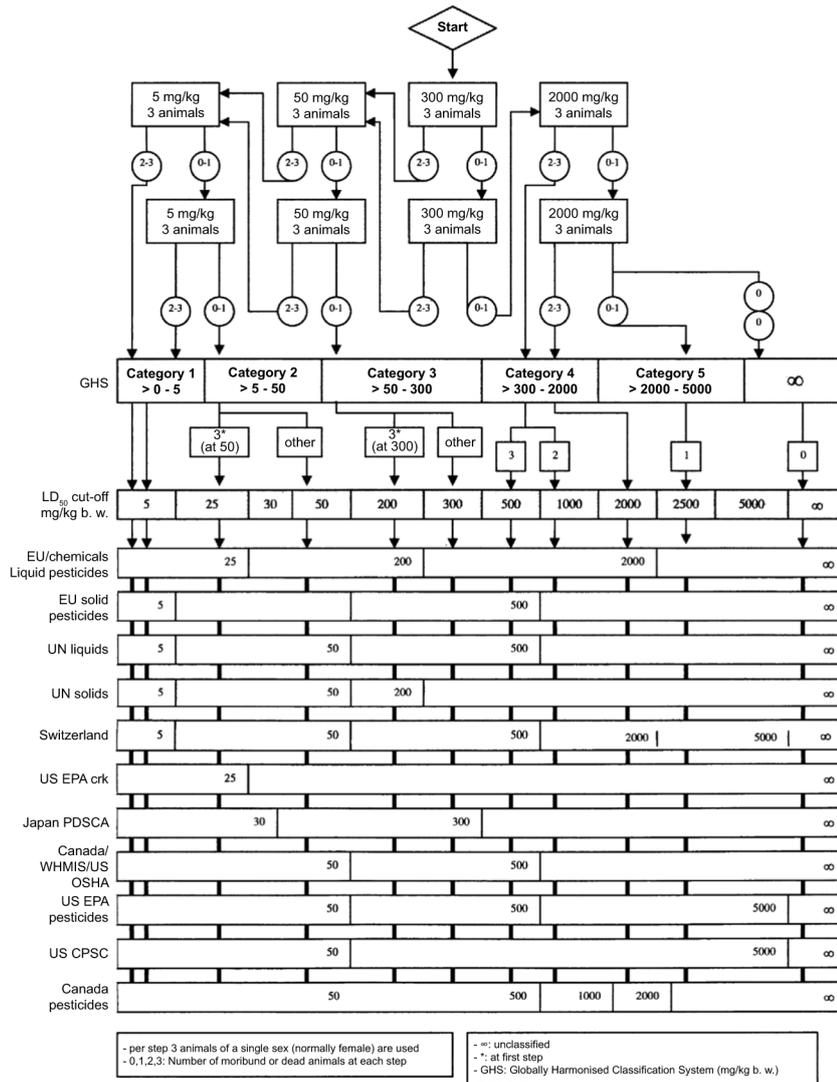 Start
5 mg/kg
3 animals
50 mg/kg
3 animals
300 mg/kg
3 animals
2000 mg/kg
3 animals
2-3
0-1
2-3
0-1
2-3
0-1
2-3
0-1
5 mg/kg
3 animals
50 mg/kg
3 animals
300 mg/kg
3 animals
2000 mg/kg
3 animals
2-3
0-1
2-3
0-1
2-3
0-1
2-3
0-1
0
0
GHS
Category 1
> 0 - 5
Category 2
> 5 - 50
Category 3
> 50 - 300
Category 4
> 300 - 2000
Category 5
> 2000 - 5000
∞
3*
(at 50)
other
3*
(at 300)
other
3
2
1
0
LD50 cut-off
mg/kg b. w.
5
25
30
50
200
300
500
1000
2000
2500
5000
∞
EU/chemicals
Liquid pesticides
25
200
2000
∞
EU solid
pesticides
5
500
∞
UN liquids
5
50
500
∞
UN solids
5
50
200
∞
Switzerland
5
50
500
2000
5000
∞
US EPA crk
25
∞
Japan PDSCA
30
300
∞
Canada/
WHMIS/US
OSHA
50
500
∞
US EPA
pesticides
50
500
5000
∞
US CPSC
50
5000
∞
Canada
pesticides
50
500
1000
2000
∞
- per step 3 animals of a single sex (normally female) are used
- 0,1,2,3: Number of moribund or dead animals at each step
- ∞: unclassified
- *: at first step
- GHS: Globally Harmonised Classification System (mg/kg b. w.)